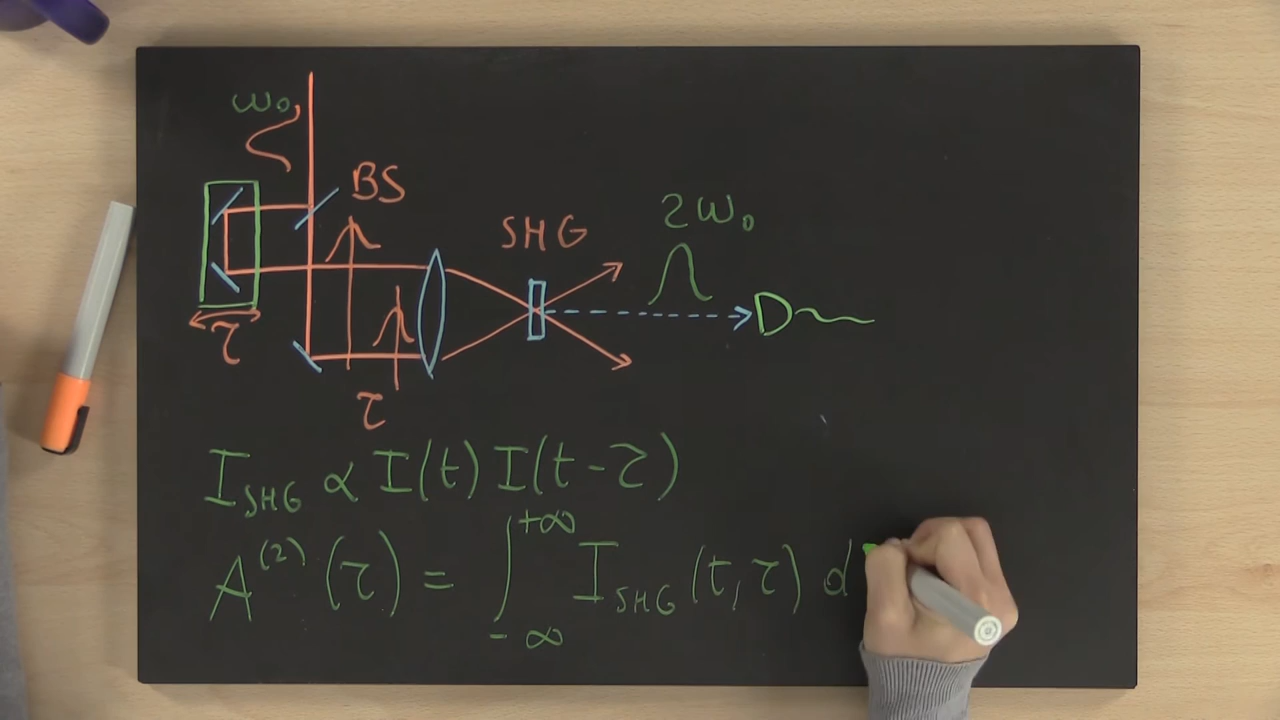 ω₀
BS
2ω₀
SHG
D
τ
τ
I_SHG ∝ I(t) I(t-τ)
A⁽²⁾(τ) = ∫_{-∞}^{+∞} I_SHG (t,τ) d